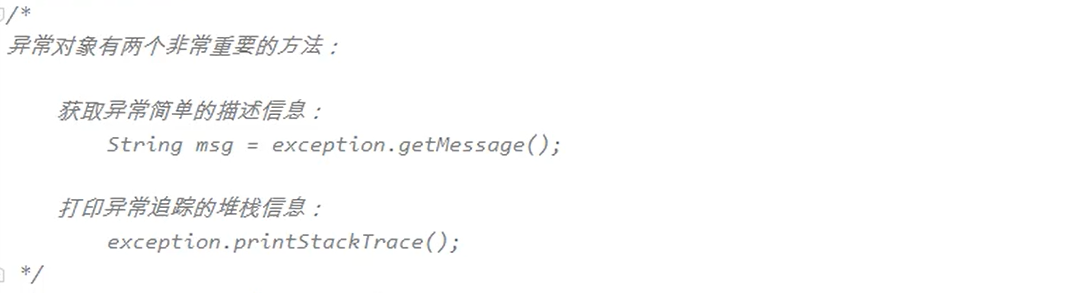 /*
异常对象有两个非常重要的方法：
获取异常简单的描述信息：
String msg = exception.getMessage();
打印异常追踪的堆栈信息：
exception.printStackTrace();
*/